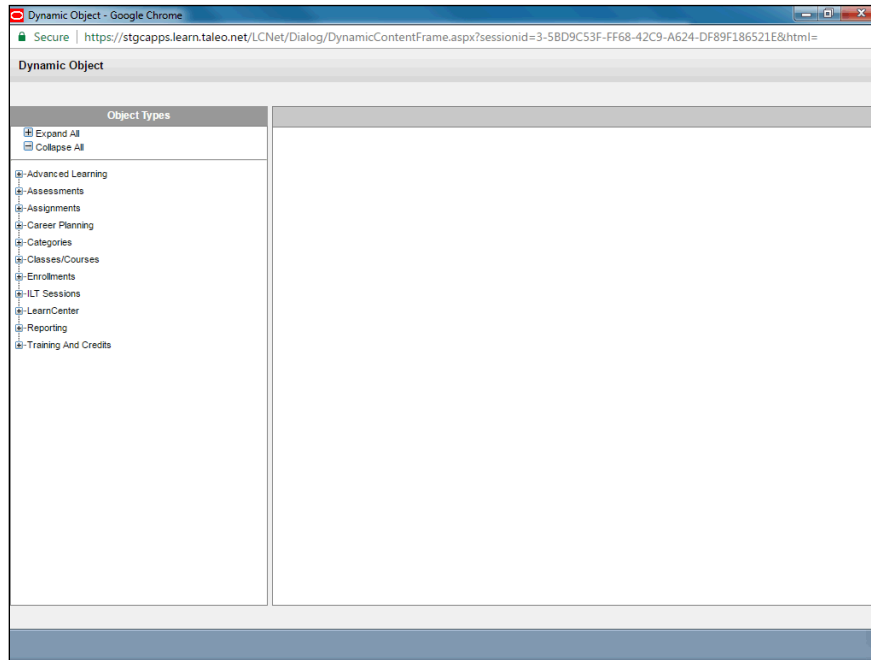 Dynamic Object - Google Chrome
Secure | https://stgcapps.learn.taleo.net/LCNet/Dialog/DynamicContentFrame.aspx?sessionid=3-5BD9C53F-FF68-42C9-A624-DF89F186521E&html=
Dynamic Object
Object Types
Expand All
Collapse All
Advanced Learning
Assessments
Assignments
Career Planning
Categories
Classes/Courses
Enrollments
ILT Sessions
LearnCenter
Reporting
Training And Credits